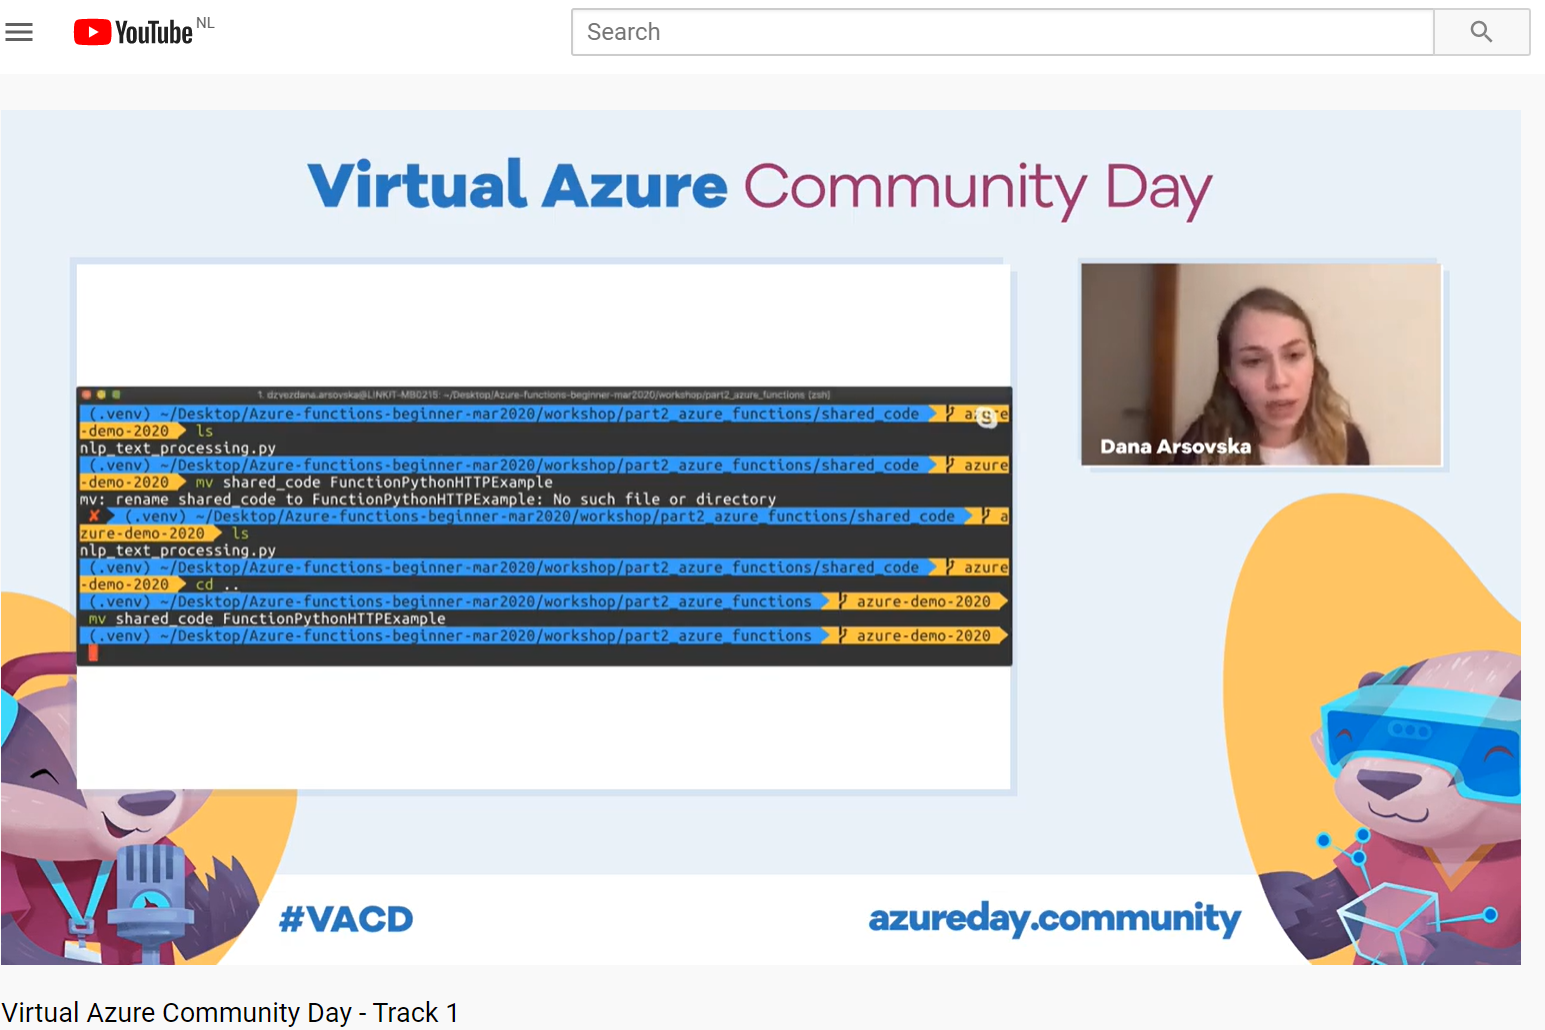 YouTube NL
Search
Virtual Azure Community Day
1. dzvezdana.arsovska@LINKIT-MB0215: ~/Desktop/Azure-functions-beginner-mar2020/workshop/part2_azure_functions (zsh)
(.venv) ~/Desktop/Azure-functions-beginner-mar2020/workshop/part2_azure_functions/shared_code azure
-demo-2020 ls
nlp_text_processing.py
(.venv) ~/Desktop/Azure-functions-beginner-mar2020/workshop/part2_azure_functions/shared_code azure
-demo-2020 mv shared_code FunctionPythonHTTPExample
mv: rename shared_code to FunctionPythonHTTPExample: No such file or directory
✘ (.venv) ~/Desktop/Azure-functions-beginner-mar2020/workshop/part2_azure_functions/shared_code a
zure-demo-2020 ls
nlp_text_processing.py
(.venv) ~/Desktop/Azure-functions-beginner-mar2020/workshop/part2_azure_functions/shared_code azure
-demo-2020 cd ..
(.venv) ~/Desktop/Azure-functions-beginner-mar2020/workshop/part2_azure_functions azure-demo-2020
mv shared_code FunctionPythonHTTPExample
(.venv) ~/Desktop/Azure-functions-beginner-mar2020/workshop/part2_azure_functions azure-demo-2020
Dana Arsovska
#VACD
azureday.community
Virtual Azure Community Day - Track 1